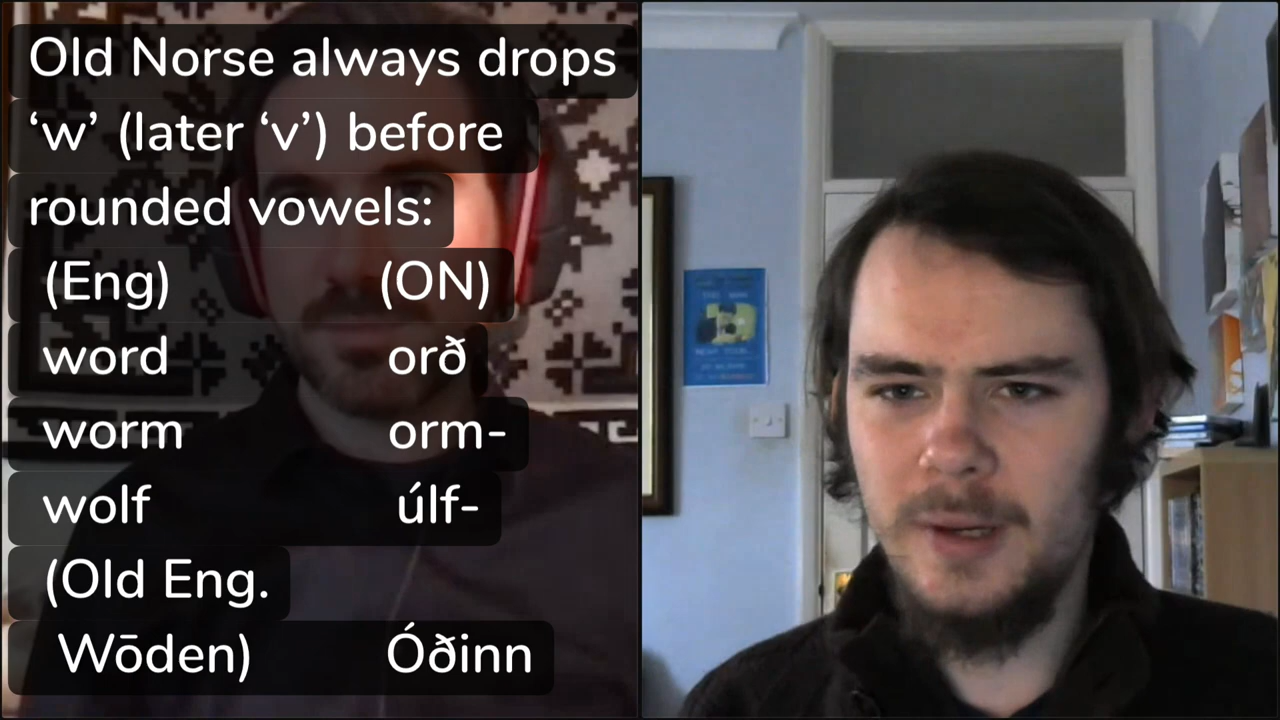 Old Norse always drops
‘w’ (later ‘v’) before
rounded vowels:
(Eng) (ON)
word orð
worm orm-
wolf úlf-
(Old Eng.
Wōden) Óðinn